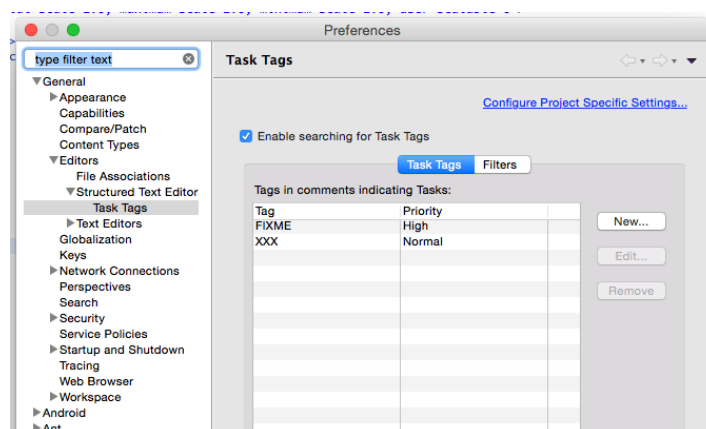 Preferences
type filter text
Task Tags
General
Appearance
Capabilities
Compare/Patch
Content Types
Editors
File Associations
Structured Text Editor
Task Tags
Text Editors
Globalization
Keys
Network Connections
Perspectives
Search
Security
Service Policies
Startup and Shutdown
Tracing
Web Browser
Workspace
Android
Ant
Configure Project Specific Settings...
Enable searching for Task Tags
Task Tags Filters
Tags in comments indicating Tasks:
Tag Priority
FIXME High
XXX Normal
New...
Edit...
Remove